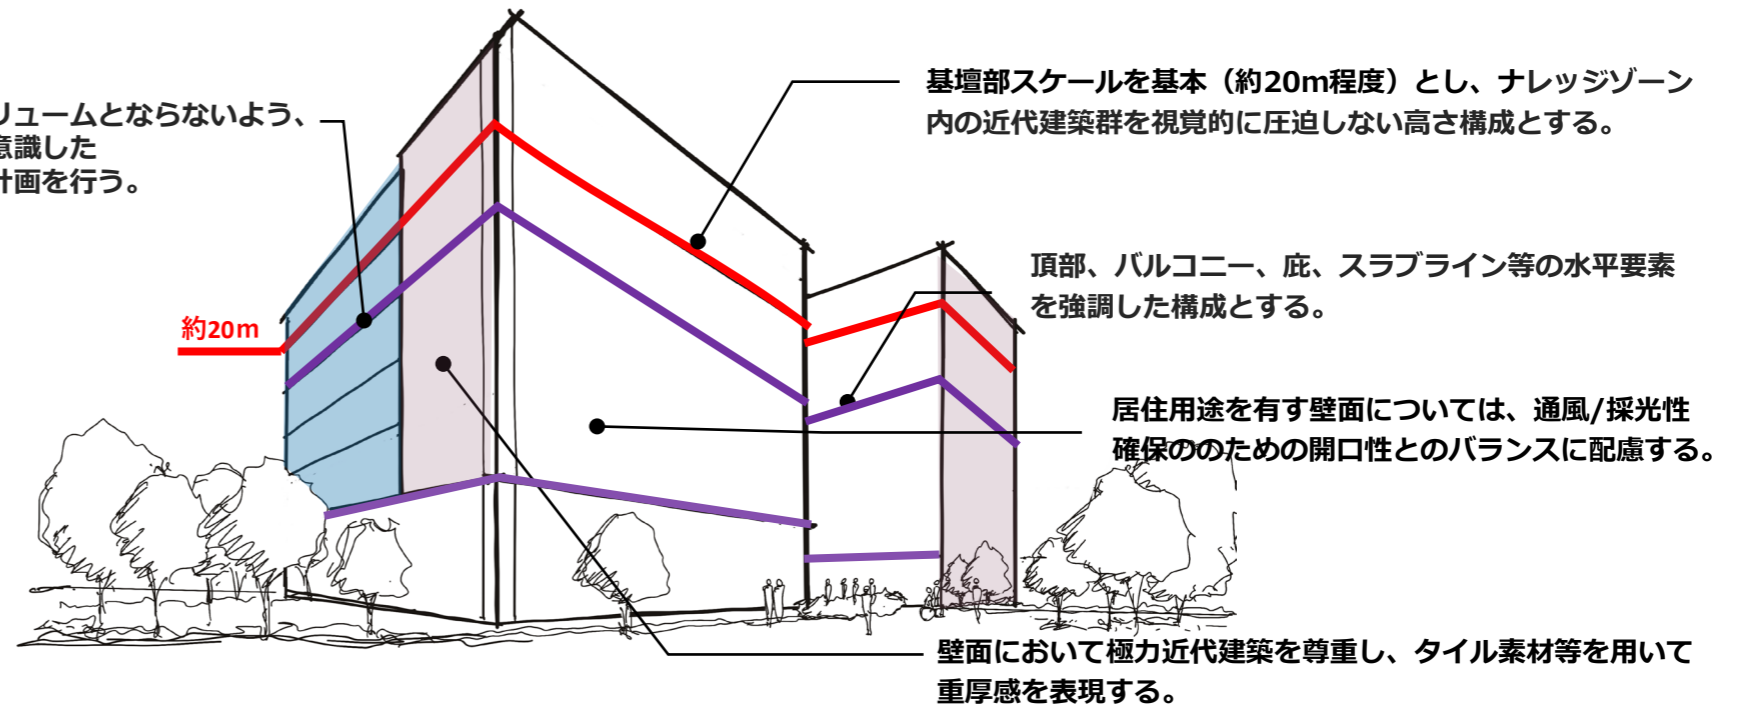 リュームとならないよう、
意識した
計画を行う。
約20m
基壇部スケールを基本（約20m程度）とし、ナレッジゾーン
内の近代建築群を視覚的に圧迫しない高さ構成とする。
頂部、バルコニー、庇、スラブライン等の水平要素
を強調した構成とする。
居住用途を有す壁面については、通風/採光性
確保ののための開口性とのバランスに配慮する。
壁面において極力近代建築を尊重し、タイル素材等を用いて
重厚感を表現する。